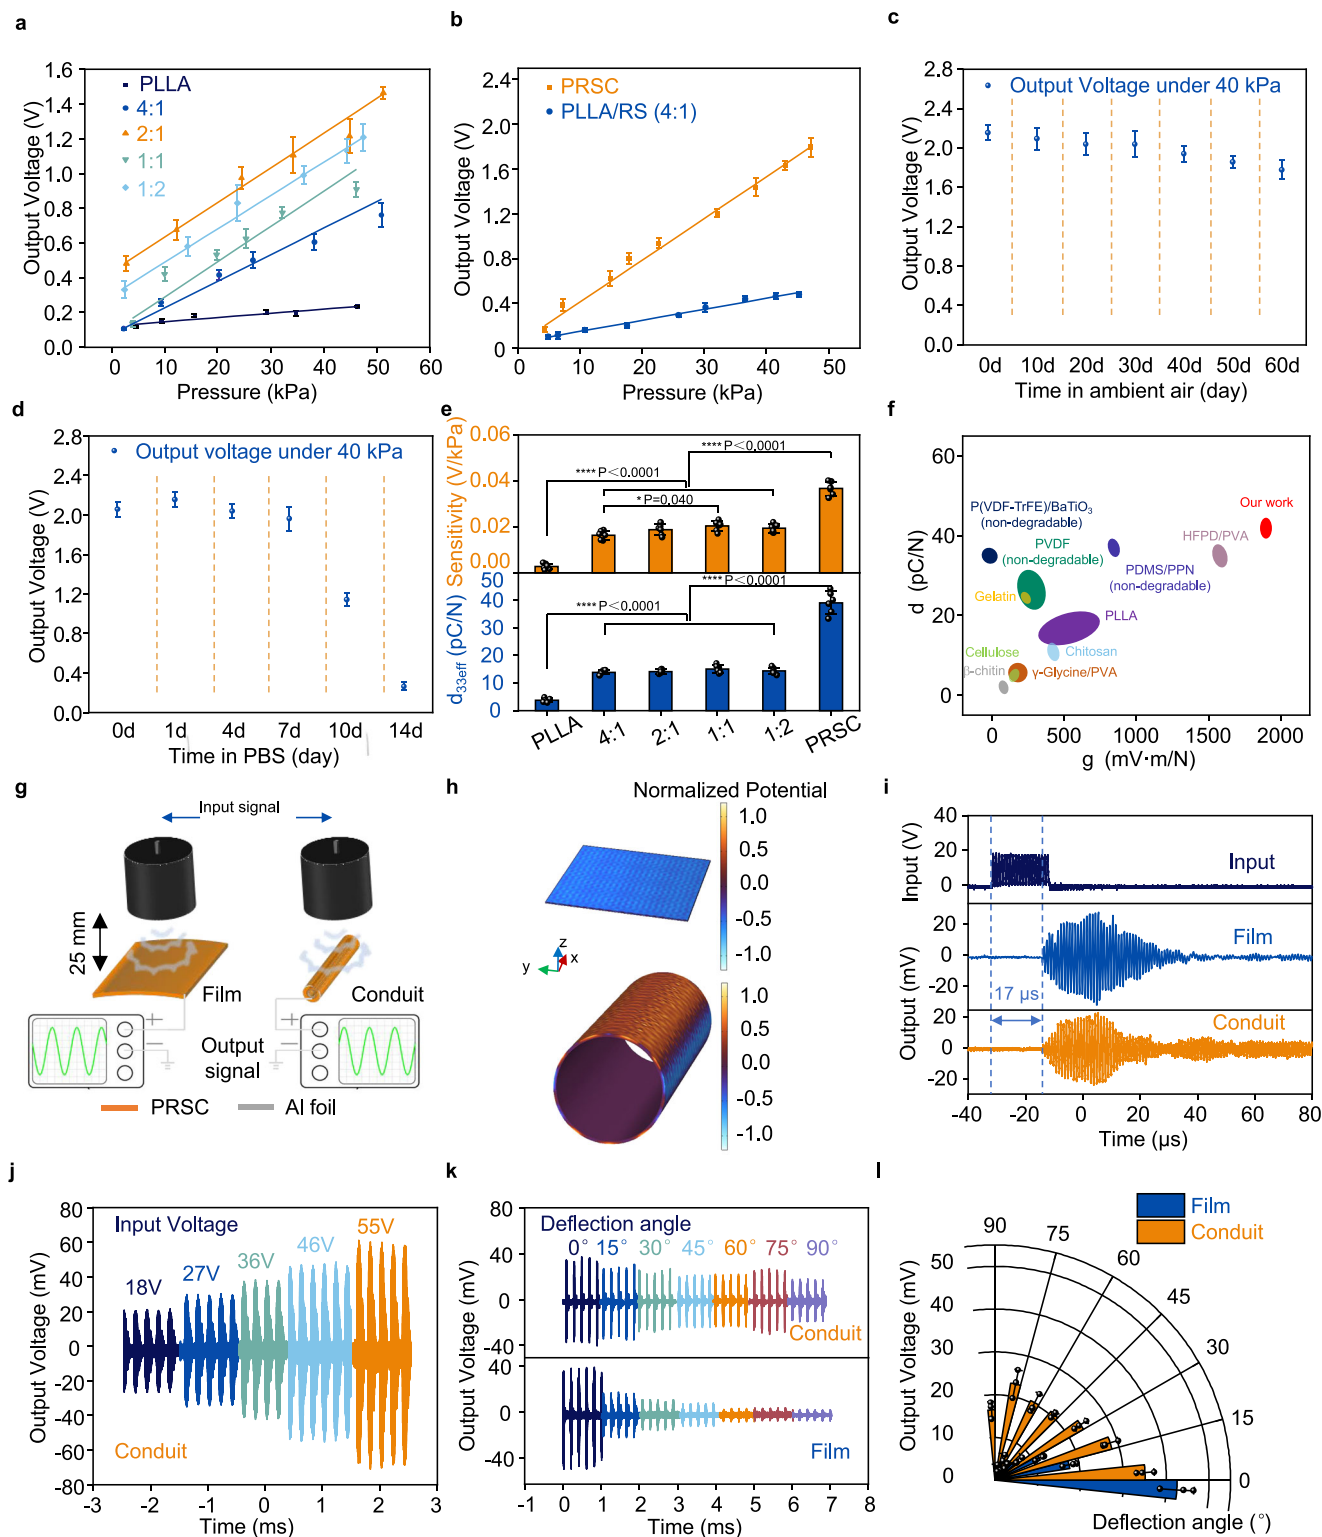 a
1.6
1.4
1.2
1.0
0.8
0.6
0.4
0.2
0.0
Output Voltage (V)
PLLA
4:1
2:1
1:1
1:2
0 10 20 30 40 50 60
Pressure (kPa)
b
2.4
2.0
1.6
1.2
0.8
0.4
0
Output Voltage (V)
PRSC
PLLA/RS (4:1)
0 10 20 30 40 50
Pressure (kPa)
c
2.8
2.4
2.0
1.6
1.2
0.8
0.4
0.0
Output Voltage (V)
Output Voltage under 40 kPa
0d 10d 20d 30d 40d 50d 60d
Time in ambient air (day)
d
2.8
2.4
2.0
1.6
1.2
0.8
0.4
0.0
Output Voltage (V)
Output voltage under 40 kPa
0d 1d 4d 7d 10d 14d
Time in PBS (day)
e
0.06
0.04
0.02
0.00
Sensitivity (V/kPa)
**** P<0.0001
**** P<0.0001
* P=0.040
50
40
30
20
10
0
d33eff (pC/N)
**** P<0.0001
**** P<0.0001
PLLA 4:1 2:1 1:1 1:2 PRSC
f
60
40
20
0
d (pC/N)
P(VDF-TrFE)/BaTiO3
(non-degradable)
PVDF
(non-degradable)
Our work
HFPD/PVA
PDMS/PPN
(non-degradable)
Gelatin
PLLA
Cellulose
Chitosan
β-chitin
γ-Glycine/PVA
0 500 1000 1500 2000
g (mV·m/N)
g
Input signal
25 mm
Film
Conduit
+
−
Output
signal
+
−
PRSC
Al foil
h
Normalized Potential
1.0
0.5
0.0
-0.5
-1.0
z
y
x
1.0
0.5
0.0
-0.5
-1.0
i
40
20
0
Input (V)
Input
20
0
-20
Film
17 μs
20
0
-20
Output (mV)
Conduit
-40 -20 0 20 40 60 80
Time (μs)
j
80
60
40
20
0
-20
-40
-60
-80
Output Voltage (mV)
Input Voltage
18V
27V
36V
46V
55V
Conduit
-3 -2 -1 0 1 2 3
Time (ms)
k
Deflection angle
0° 15° 30° 45° 60° 75° 90°
80
40
0
-40
Conduit
40
0
-40
Output Voltage (mV)
Film
-1 0 1 2 3 4 5 6 7 8
Time (ms)
l
Film
Conduit
90
75
60
45
30
15
0
50
50
40
30
20
10
0
Output Voltage (mV)
Deflection angle (°)